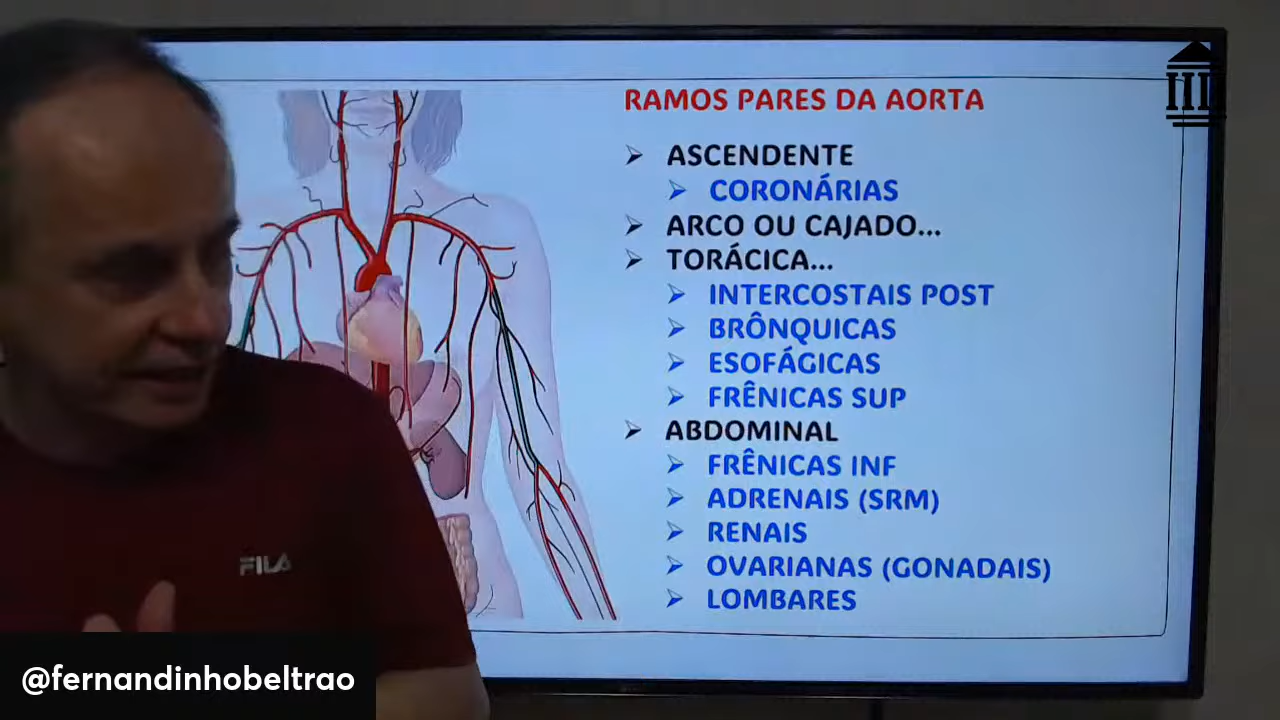 RAMOS PARES DA AORTA
ASCENDENTE
CORONÁRIAS
ARCO OU CAJADO...
TORÁCICA...
INTERCOSTAIS POST
BRÔNQUICAS
ESOFÁGICAS
FRÊNICAS SUP
ABDOMINAL
FRÊNICAS INF
ADRENAIS (SRM)
RENAIS
OVARIANAS (GONADAIS)
LOMBARES
FILA
@fernandinhobeltrao